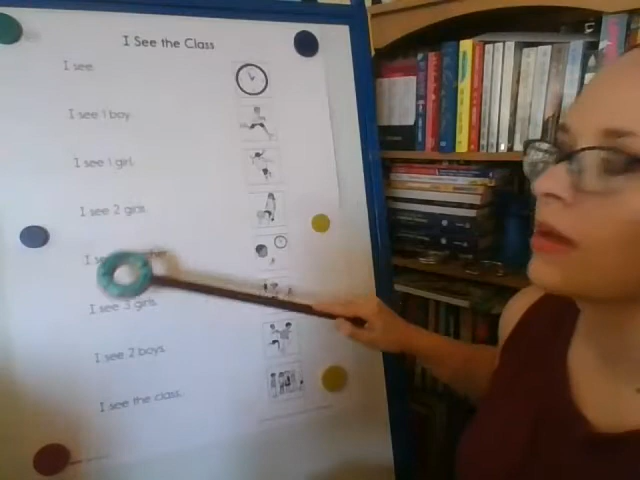 I See the Class
I see.
I see 1 boy.
I see 1 girl.
I see 2 girls.
I
I see 3 girls.
I see 2 boys.
I see the class.